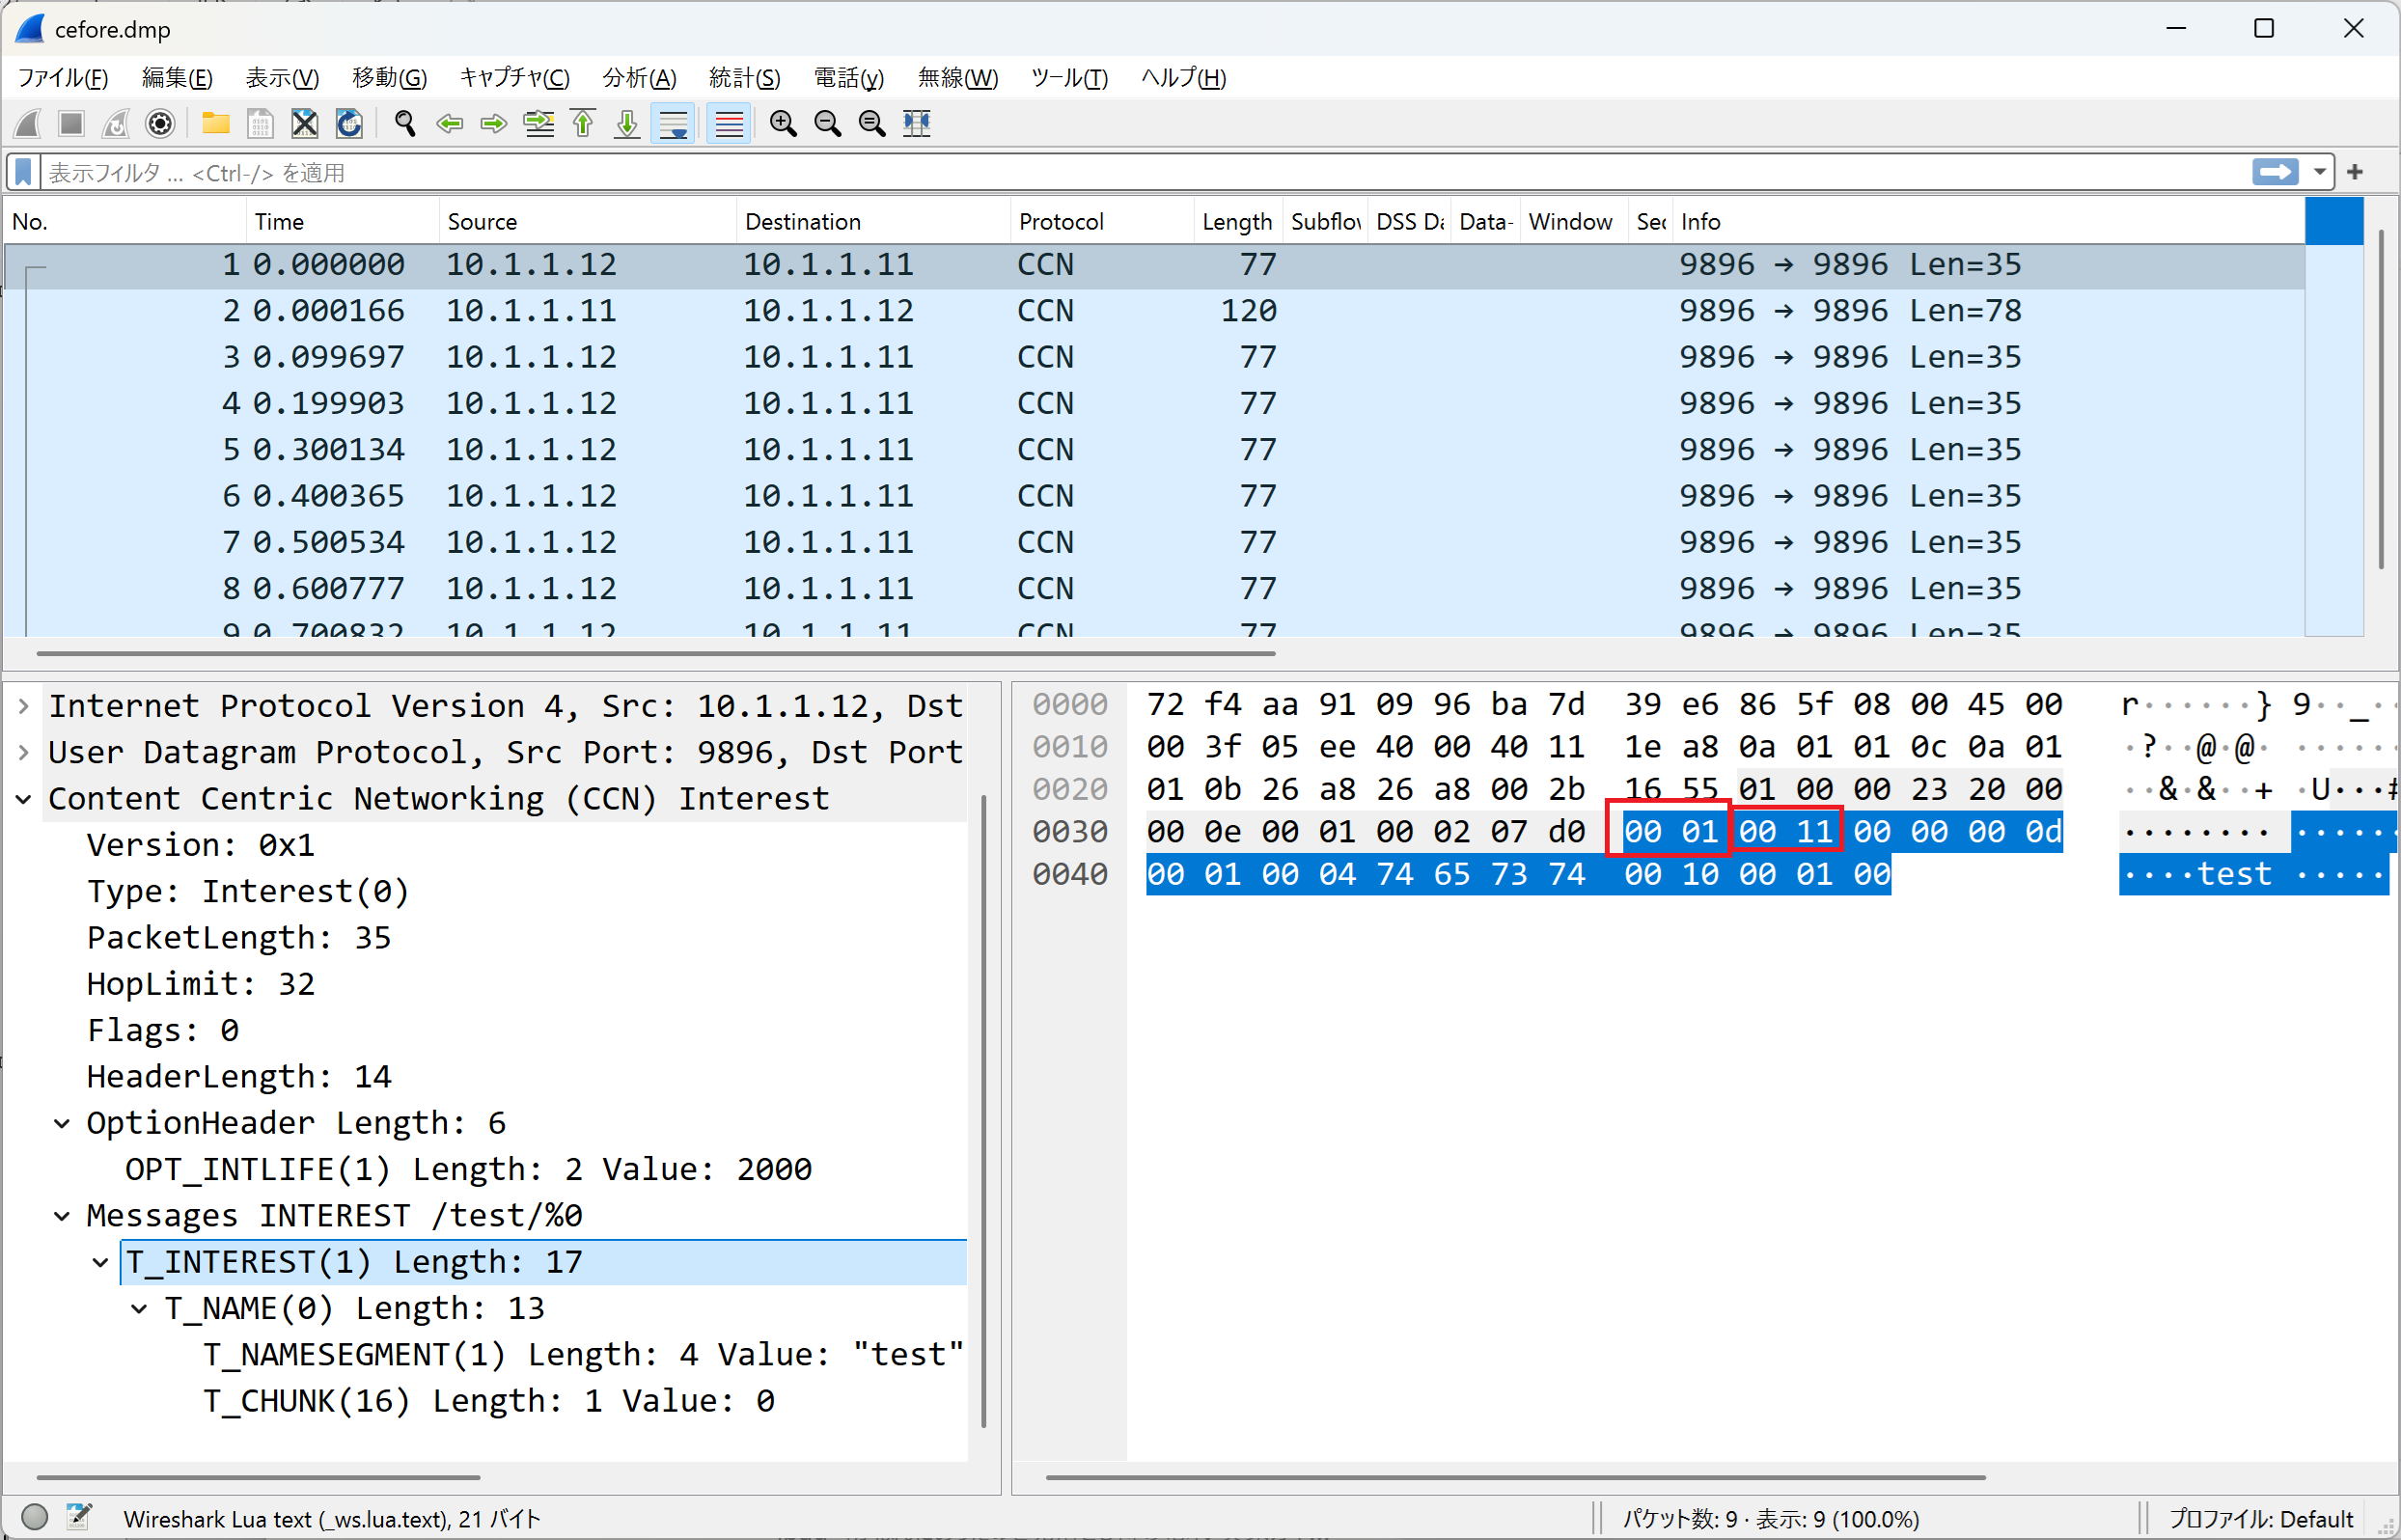 cefore.dmp
ファイル(F) 編集(E) 表示(V) 移動(G) キャプチャ(C) 分析(A) 統計(S) 電話(y) 無線(W) ツール(T) ヘルプ(H)
表示フィルタ … <Ctrl-/> を適用
No. Time Source Destination Protocol Length Subflov DSS Da Data- Window Sec Info
1 0.000000 10.1.1.12 10.1.1.11 CCN 77 9896 → 9896 Len=35
2 0.000166 10.1.1.11 10.1.1.12 CCN 120 9896 → 9896 Len=78
3 0.099697 10.1.1.12 10.1.1.11 CCN 77 9896 → 9896 Len=35
4 0.199903 10.1.1.12 10.1.1.11 CCN 77 9896 → 9896 Len=35
5 0.300134 10.1.1.12 10.1.1.11 CCN 77 9896 → 9896 Len=35
6 0.400365 10.1.1.12 10.1.1.11 CCN 77 9896 → 9896 Len=35
7 0.500534 10.1.1.12 10.1.1.11 CCN 77 9896 → 9896 Len=35
8 0.600777 10.1.1.12 10.1.1.11 CCN 77 9896 → 9896 Len=35
9 0.700832 10.1.1.12 10.1.1.11 CCN 77 9896 → 9896 Len=35
Internet Protocol Version 4, Src: 10.1.1.12, Dst
User Datagram Protocol, Src Port: 9896, Dst Port
Content Centric Networking (CCN) Interest
Version: 0x1
Type: Interest(0)
PacketLength: 35
HopLimit: 32
Flags: 0
HeaderLength: 14
OptionHeader Length: 6
OPT_INTLIFE(1) Length: 2 Value: 2000
Messages INTEREST /test/%0
T_INTEREST(1) Length: 17
T_NAME(0) Length: 13
T_NAMESEGMENT(1) Length: 4 Value: "test"
T_CHUNK(16) Length: 1 Value: 0
0000 72 f4 aa 91 09 96 ba 7d 39 e6 86 5f 08 00 45 00 r······} 9··_··
0010 00 3f 05 ee 40 00 40 11 1e a8 0a 01 01 0c 0a 01 ·?··@·@· ······
0020 01 0b 26 a8 26 a8 00 2b 16 55 01 00 00 23 20 00 ··&·&··+ ·U···#
0030 00 0e 00 01 00 02 07 d0 00 01 00 11 00 00 00 0d ········ ······
0040 00 01 00 04 74 65 73 74 00 10 00 01 00 ····test ·····
Wireshark Lua text (_ws.lua.text), 21 バイト
パケット数: 9 · 表示: 9 (100.0%)
プロファイル: Default